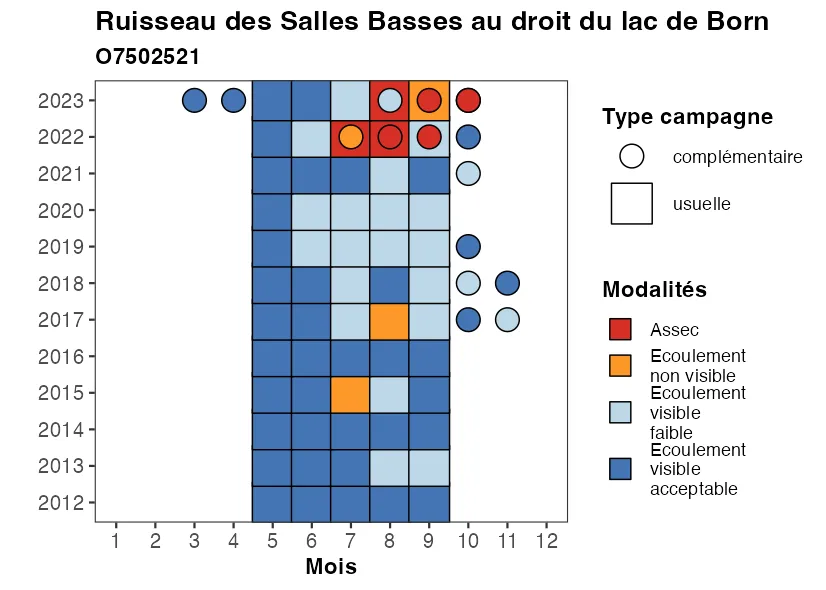 Ruisseau des Salles Basses au droit du lac de Born
O7502521
2023
2022
2021
2020
2019
2018
2017
2016
2015
2014
2013
2012
1 2 3 4 5 6 7 8 9 10 11 12
Mois
Type campagne
complémentaire
usuelle
Modalités
Assec
Ecoulement
non visible
Ecoulement
visible
faible
Ecoulement
visible
acceptable